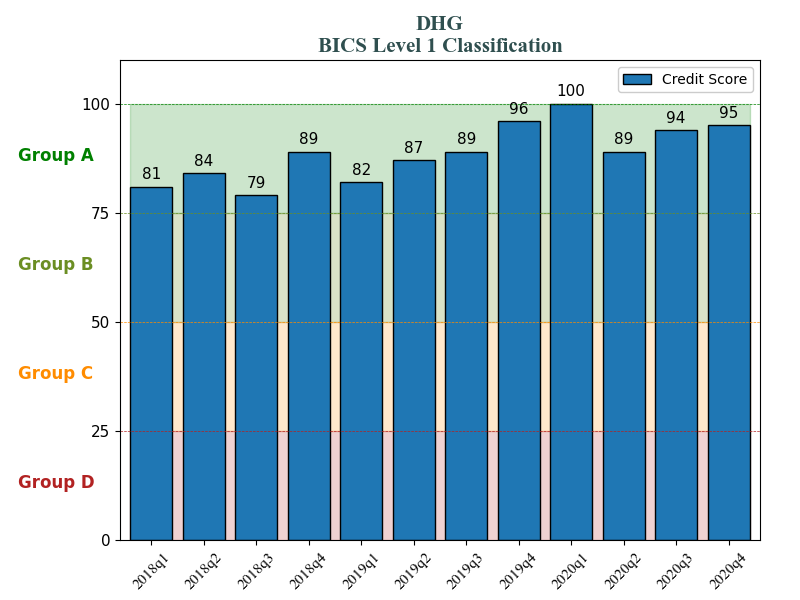 DHG
BICS Level 1 Classification
Credit Score
100
75
50
25
0
Group A
Group B
Group C
Group D
81
84
79
89
82
87
89
96
100
89
94
95
2018q1
2018q2
2018q3
2018q4
2019q1
2019q2
2019q3
2019q4
2020q1
2020q2
2020q3
2020q4